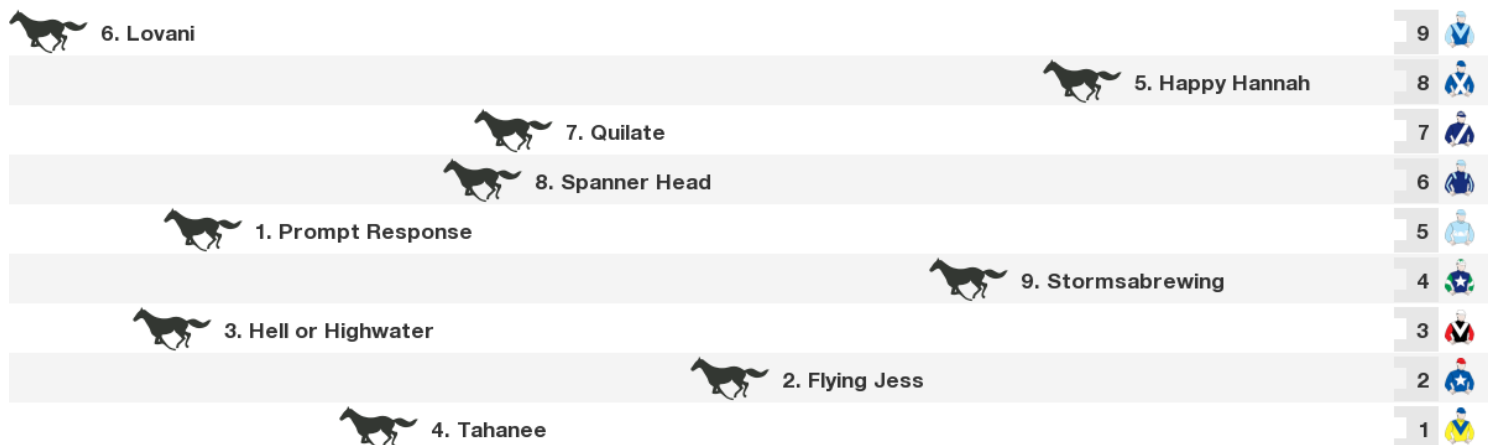 6. Lovani 9
5. Happy Hannah 8
7. Quilate 7
8. Spanner Head 6
1. Prompt Response 5
9. Stormsabrewing 4
3. Hell or Highwater 3
2. Flying Jess 2
4. Tahanee 1